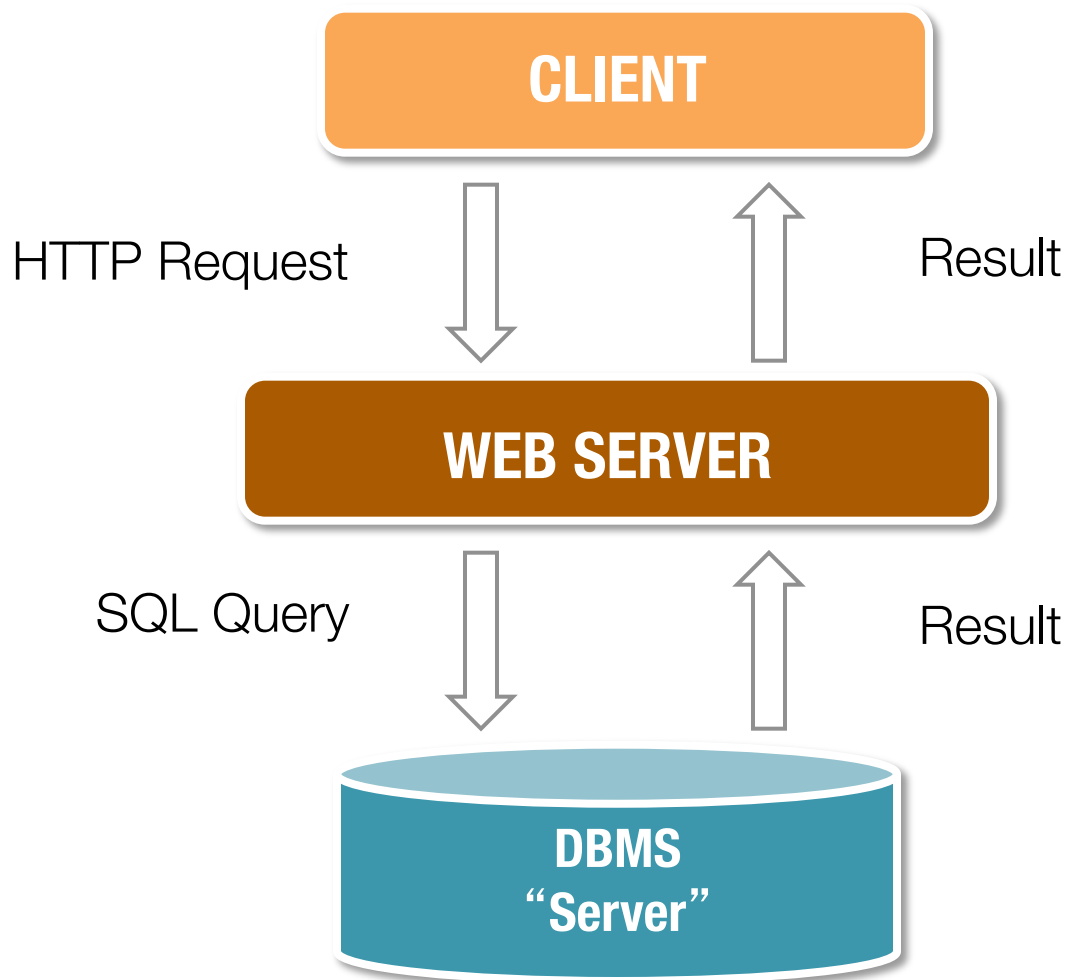 CLIENT
HTTP Request
Result
WEB SERVER
SQL Query
Result
DBMS
“Server”